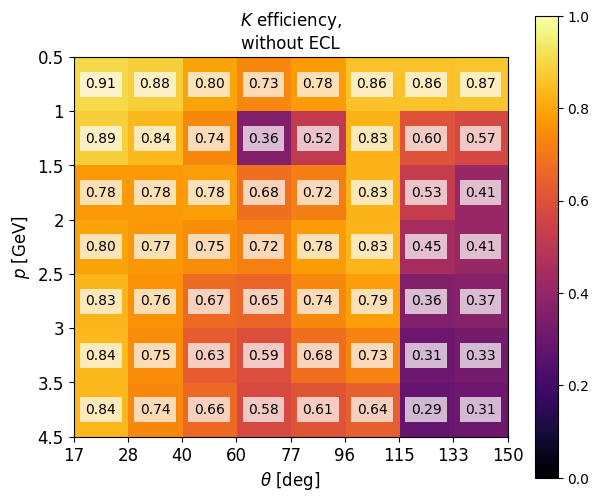 K efficiency,
without ECL
0.5
0.91 0.88 0.80 0.73 0.78 0.86 0.86 0.87
1
0.89 0.84 0.74 0.36 0.52 0.83 0.60 0.57
1.5
0.78 0.78 0.78 0.68 0.72 0.83 0.53 0.41
2
0.80 0.77 0.75 0.72 0.78 0.83 0.45 0.41
2.5
0.83 0.76 0.67 0.65 0.74 0.79 0.36 0.37
3
0.84 0.75 0.63 0.59 0.68 0.73 0.31 0.33
3.5
0.84 0.74 0.66 0.58 0.61 0.64 0.29 0.31
4.5
p [GeV]
17 28 40 60 77 96 115 133 150
θ [deg]
1.0
0.8
0.6
0.4
0.2
0.0